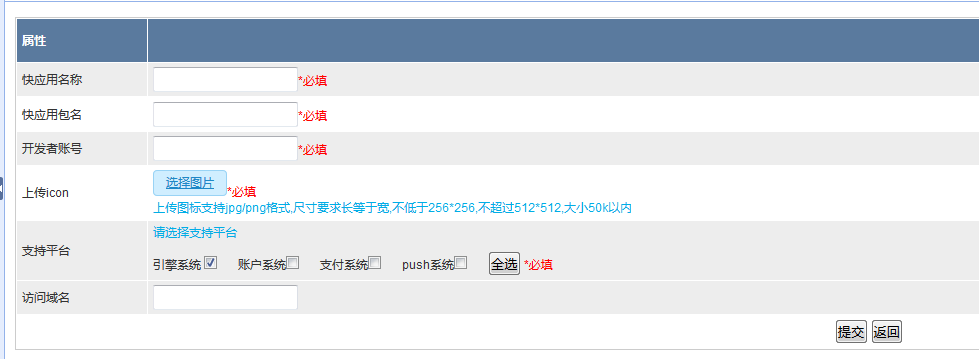 属性
快应用名称 *必填
快应用包名 *必填
开发者账号 *必填
上传icon 选择图片 *必填
上传图标支持jpg/png格式,尺寸要求长等于宽,不低于256*256,不超过512*512,大小50k以内
请选择支持平台
支持平台 引擎系统 账户系统 支付系统 push系统 全选 *必填
访问域名
提交 返回